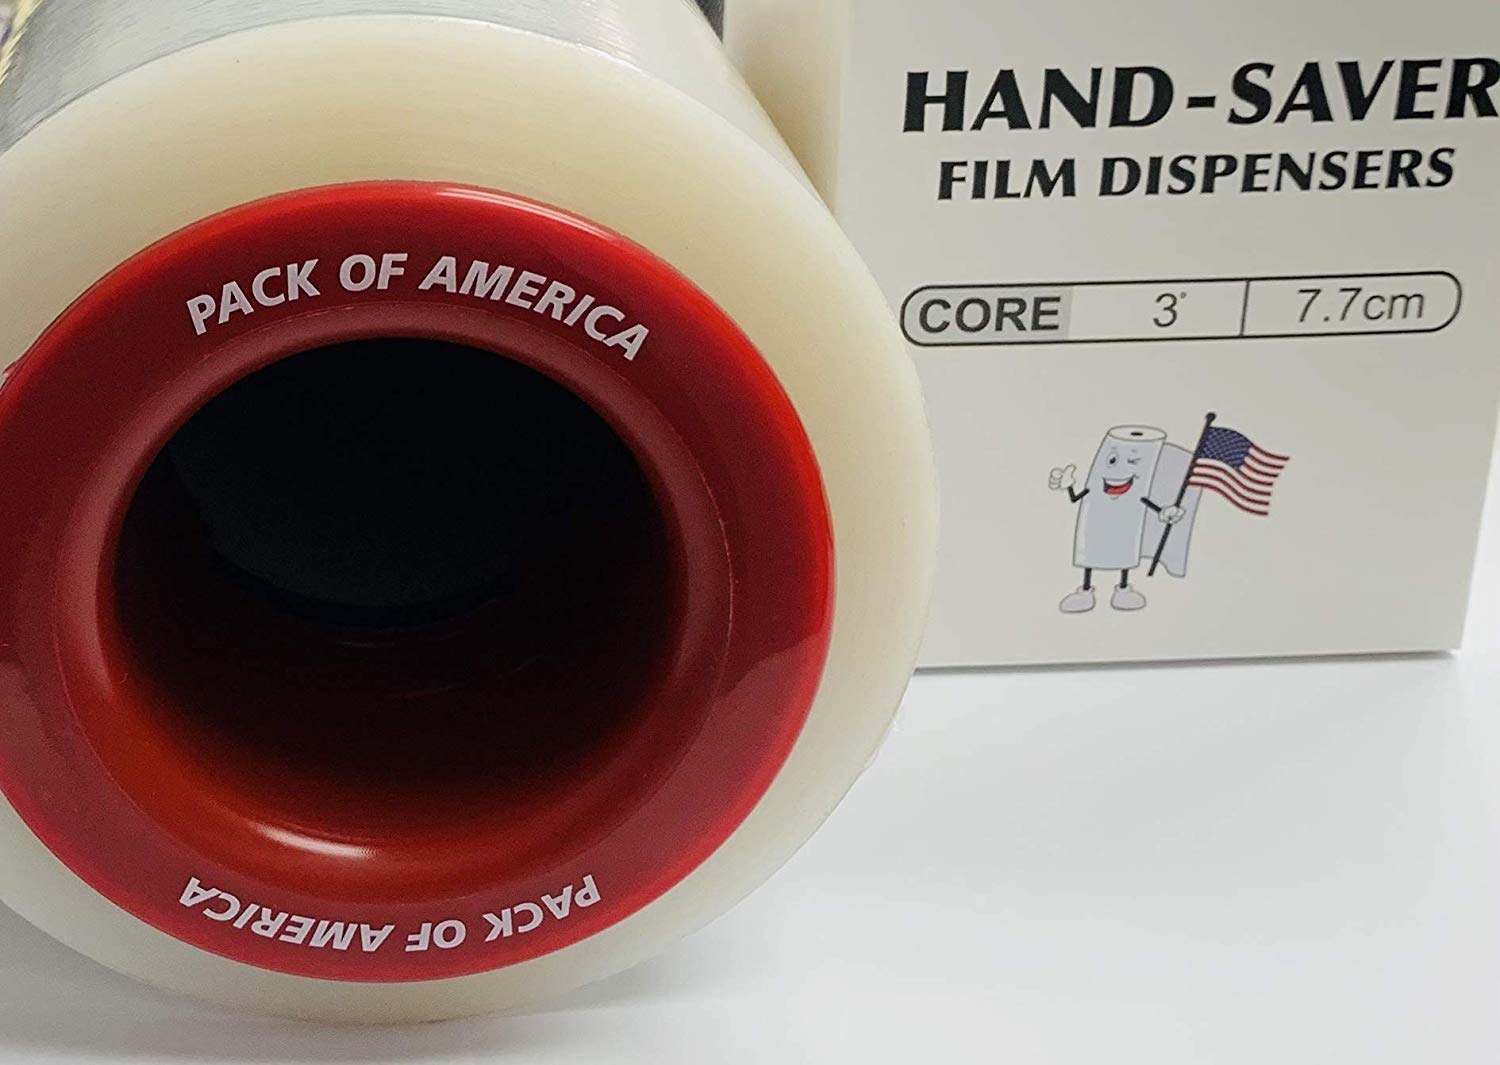 PACK OF AMERICA
PACK OF AMERICA
HAND-SAVER
FILM DISPENSERS
CORE 3" 7.7cm